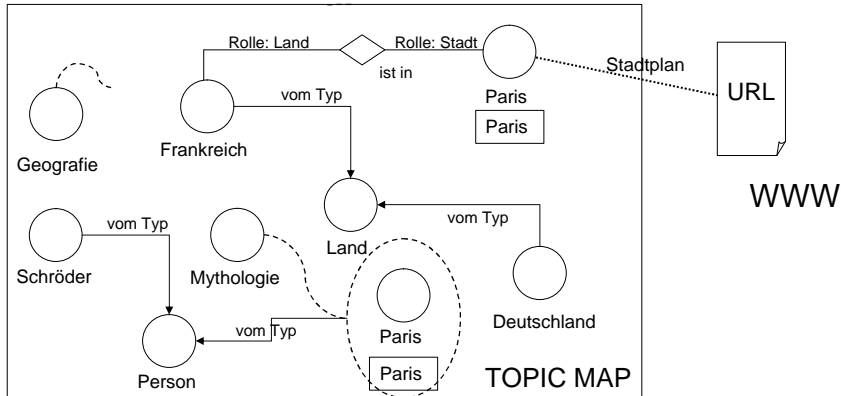 Rolle: Land
Rolle: Stadt
ist in
Stadtplan
URL
Paris
Paris
vom Typ
Frankreich
Geografie
WWW
vom Typ
vom Typ
Land
Schröder
Mythologie
Deutschland
vom Typ
Paris
Paris
Person
TOPIC MAP